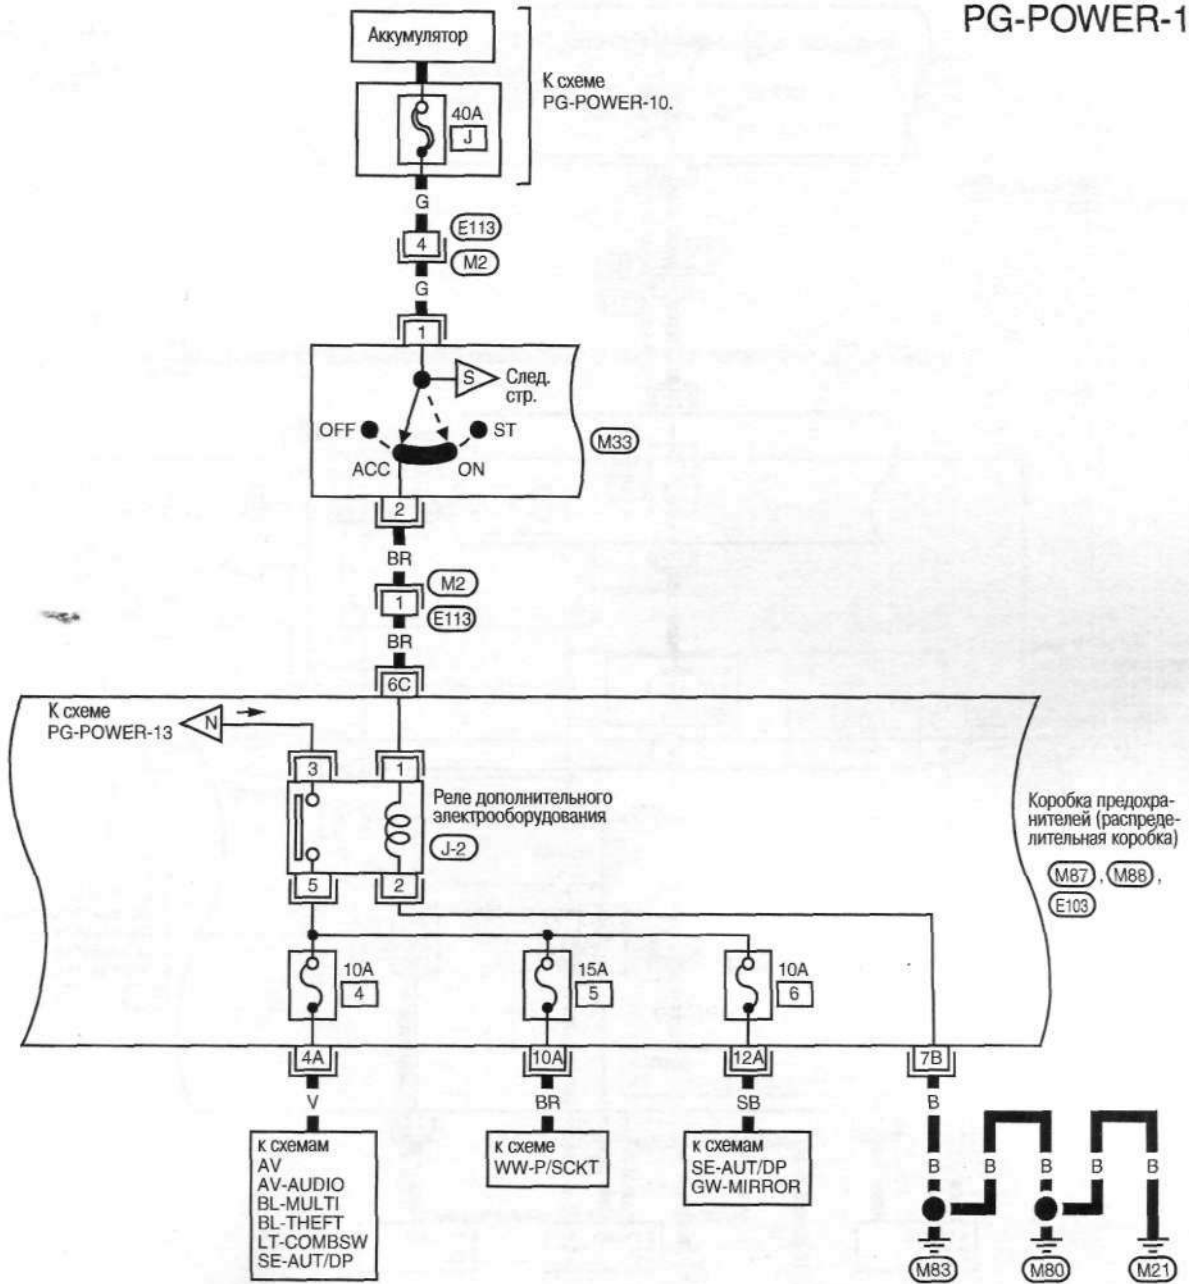 PG-POWER-1
Аккумулятор
К схеме
PG-POWER-10.
40A
J
G
4
E113
M2
G
1
S
След.
стр.
OFF
ST
ACC
ON
M33
2
BR
M2
1
E113
BR
6C
К схеме
PG-POWER-13
N
3
1
Реле дополнительного
электрооборудования
J-2
5
2
Коробка предохра-
нителей (распреде-
лительная коробка)
M87, M88,
E103
10A
4
15A
5
10A
6
4A
10A
12A
7B
V
BR
SB
B
к схемам
AV
AV-AUDIO
BL-MULTI
BL-THEFT
LT-COMBSW
SE-AUT/DP
к схеме
WW-P/SCKT
к схемам
SE-AUT/DP
GW-MIRROR
B
B
B
B
B
M83
M80
M21